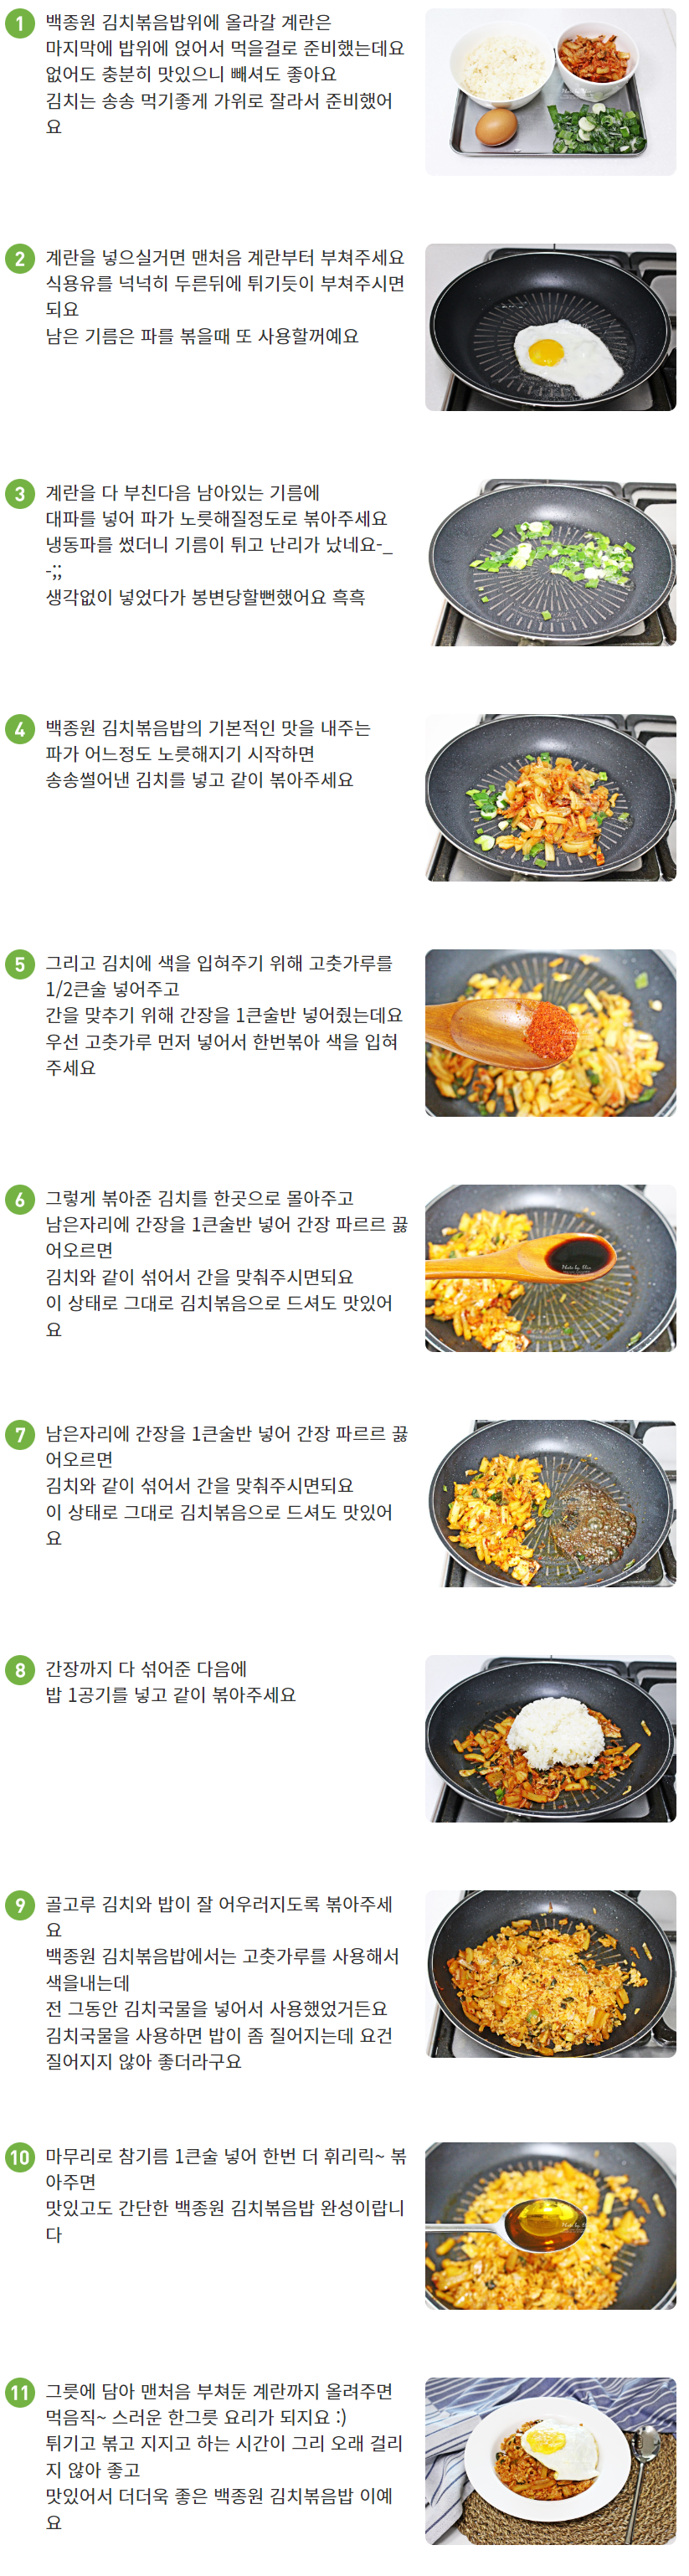 1
백종원 김치볶음밥위에 올라갈 계란은
마지막에 밥위에 얹어서 먹을걸로 준비했는데요
없어도 충분히 맛있으니 빼셔도 좋아요
김치는 송송 먹기좋게 가위로 잘라서 준비했어
요
2
계란을 넣으실거면 맨처음 계란부터 부쳐주세요
식용유를 넉넉히 두른뒤에 튀기듯이 부쳐주시면
되요
남은 기름은 파를 볶을때 또 사용할꺼예요
3
계란을 다 부친다음 남아있는 기름에
대파를 넣어 파가 노릇해질정도로 볶아주세요
냉동파를 썼더니 기름이 튀고 난리가 났네요-_
-;;
생각없이 넣었다가 봉변당할뻔했어요 흑흑
4
백종원 김치볶음밥의 기본적인 맛을 내주는
파가 어느정도 노릇해지기 시작하면
송송썰어낸 김치를 넣고 같이 볶아주세요
5
그리고 김치에 색을 입혀주기 위해 고춧가루를
1/2큰술 넣어주고
간을 맞추기 위해 간장을 1큰술반 넣어줬는데요
우선 고춧가루 먼저 넣어서 한번볶아 색을 입혀
주세요
6
그렇게 볶아준 김치를 한곳으로 몰아주고
남은자리에 간장을 1큰술반 넣어 간장 파르르 끓
어오르면
김치와 같이 섞어서 간을 맞춰주시면되요
이 상태로 그대로 김치볶음으로 드셔도 맛있어
요
Photo by. Elin
7
남은자리에 간장을 1큰술반 넣어 간장 파르르 끓
어오르면
김치와 같이 섞어서 간을 맞춰주시면되요
이 상태로 그대로 김치볶음으로 드셔도 맛있어
요
8
간장까지 다 섞어준 다음에
밥 1공기를 넣고 같이 볶아주세요
9
골고루 김치와 밥이 잘 어우러지도록 볶아주세
요
백종원 김치볶음밥에서는 고춧가루를 사용해서
색을내는데
전 그동안 김치국물을 넣어서 사용했었거든요
김치국물을 사용하면 밥이 좀 질어지는데 요건
질어지지 않아 좋더라구요
10
마무리로 참기름 1큰술 넣어 한번 더 휘리릭~ 볶
아주면
맛있고도 간단한 백종원 김치볶음밥 완성이랍니
다
11
그릇에 담아 맨처음 부쳐둔 계란까지 올려주면
먹음직~ 스러운 한그릇 요리가 되지요 :)
튀기고 볶고 지지고 하는 시간이 그리 오래 걸리
지 않아 좋고
맛있어서 더더욱 좋은 백종원 김치볶음밥 이예
요